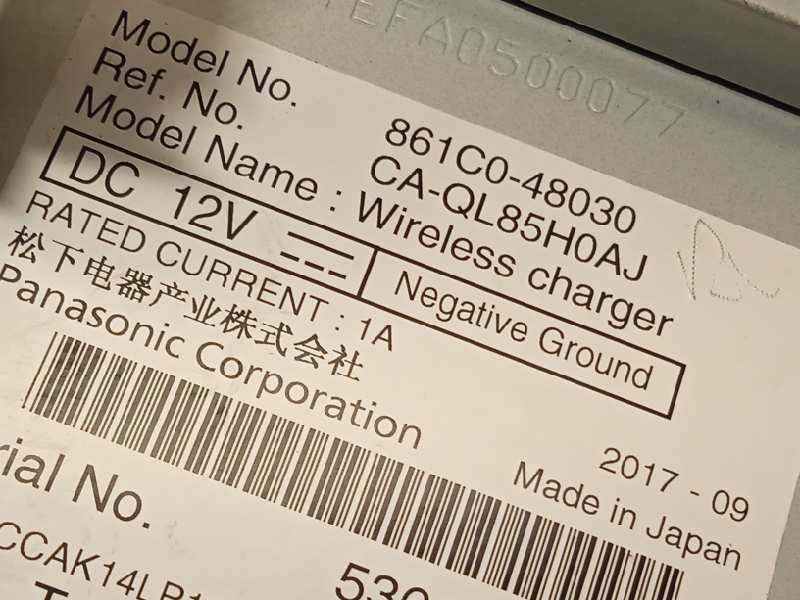 TEFA0500077
Model No. 861C0-48030
Ref. No. CA-QL85H0AJ
Model Name : Wireless charger
DC 12V Negative Ground
RATED CURRENT : 1A
松下电器产业株式会社
Panasonic Corporation
2017 - 09
Made in Japan
rial No.
CCAK14LP1
530